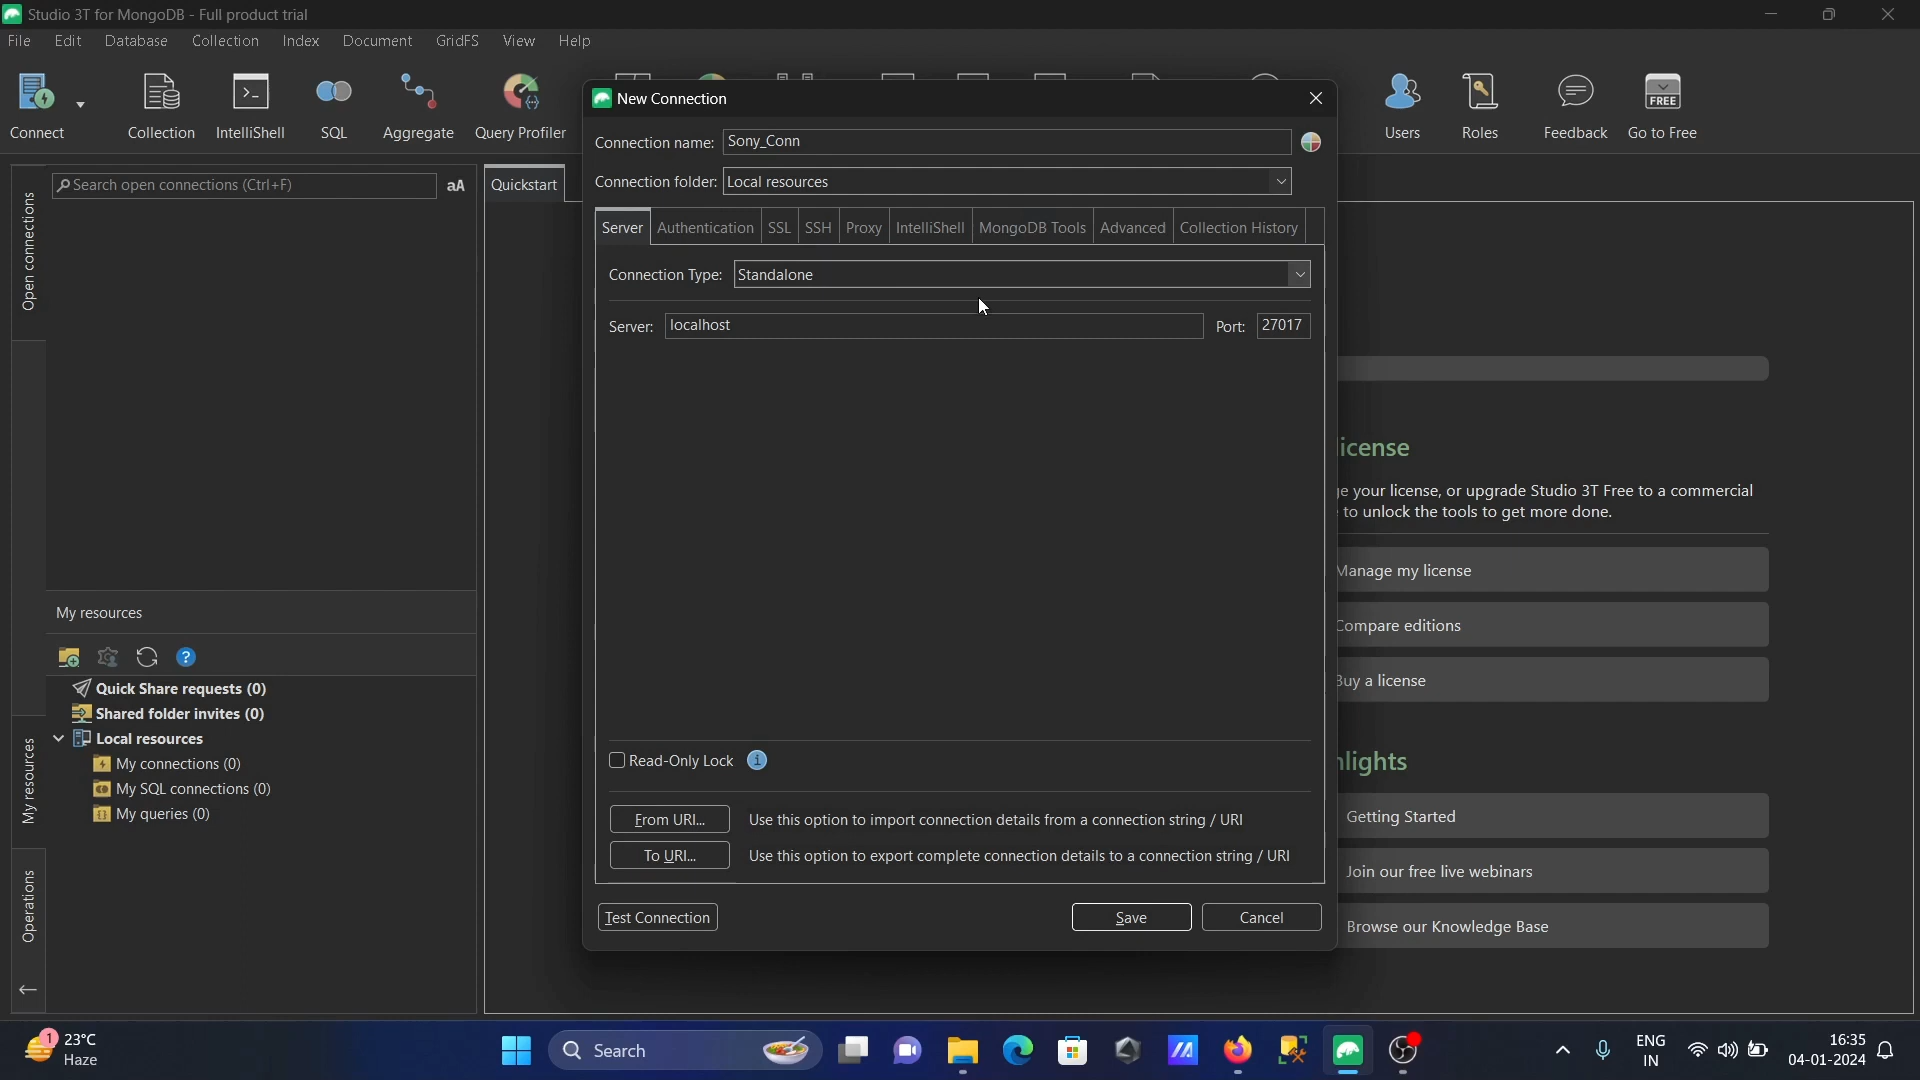 Studio 3T for MongoDB - Full product trial
File Edit Database Collection Index Document GridFS View Help
Connect Collection IntelliShell SQL Aggregate Query Profiler Users Roles Feedback Go to Free
FREE
New Connection
Connection name: Sony_Conn
Connection folder: Local resources
Server Authentication SSL SSH Proxy IntelliShell MongoDB Tools Advanced Collection History
Connection Type: Standalone
Server: localhost Port: 27017
Read-Only Lock
From URI... Use this option to import connection details from a connection string / URI
To URI... Use this option to export complete connection details to a connection string / URI
Test Connection Save Cancel
Open connections
Search open connections (Ctrl+F) aA
Quickstart
My resources
My resources
Quick Share requests (0)
Shared folder invites (0)
Local resources
My connections (0)
My SQL connections (0)
My queries (0)
Operations
icense
ge your license, or upgrade Studio 3T Free to a commercial
to unlock the tools to get more done.
Manage my license
Compare editions
Buy a license
hlights
Getting Started
Join our free live webinars
Browse our Knowledge Base
1 23°C
Haze
Search
ENG
IN
16:35
04-01-2024